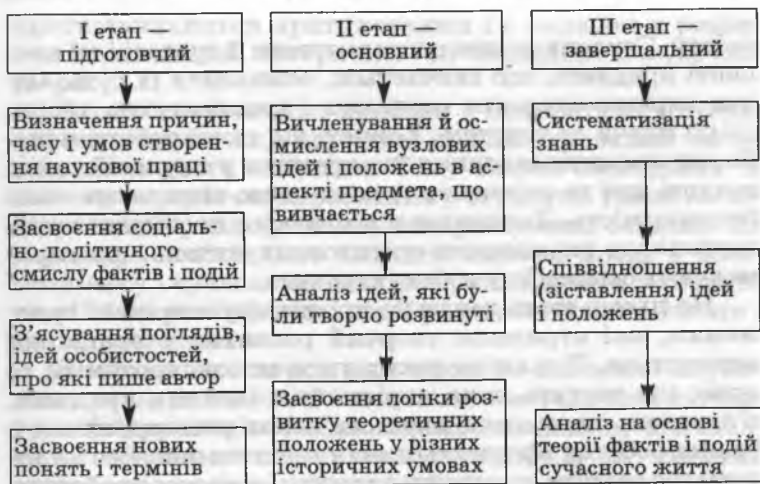 I етап —
підготовчий
Визначення причин,
часу і умов створен-
ня наукової праці
Засвоєння соціаль-
но-політичного
смислу фактів і подій
З'ясування поглядів,
ідей особистостей,
про які пише автор
Засвоєння нових
понять і термінів
II етап —
основний
Вичленування й ос-
мислення вузлових
ідей і положень в ас-
пекті предмета, що
вивчається
Аналіз ідей, які бу-
ли творчо розвинуті
Засвоєння логіки роз-
витку теоретичних
положень у різних
історичних умовах
III етап —
завершальний
Систематизація
знань
Співвідношення
(зіставлення) ідей
і положень
Аналіз на основі
теорії фактів і подій
сучасного життя